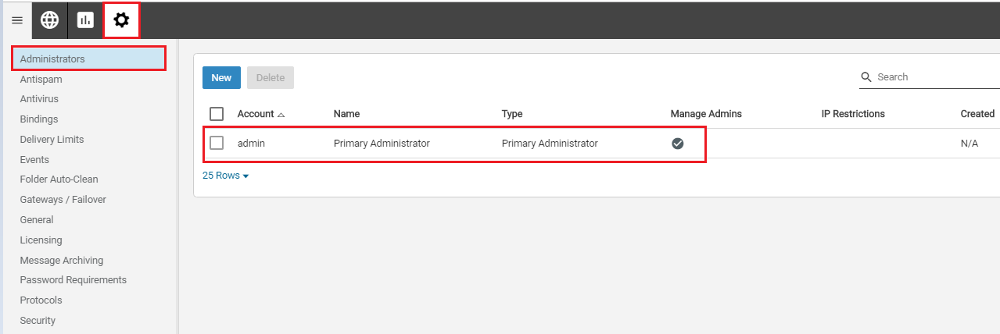 Administrators
Antispam
Antivirus
Bindings
Delivery Limits
Events
Folder Auto-Clean
Gateways / Failover
General
Licensing
Message Archiving
Password Requirements
Protocols
Security
New Delete Search
Account Name Type Manage Admins IP Restrictions Created
admin Primary Administrator Primary Administrator N/A
25 Rows